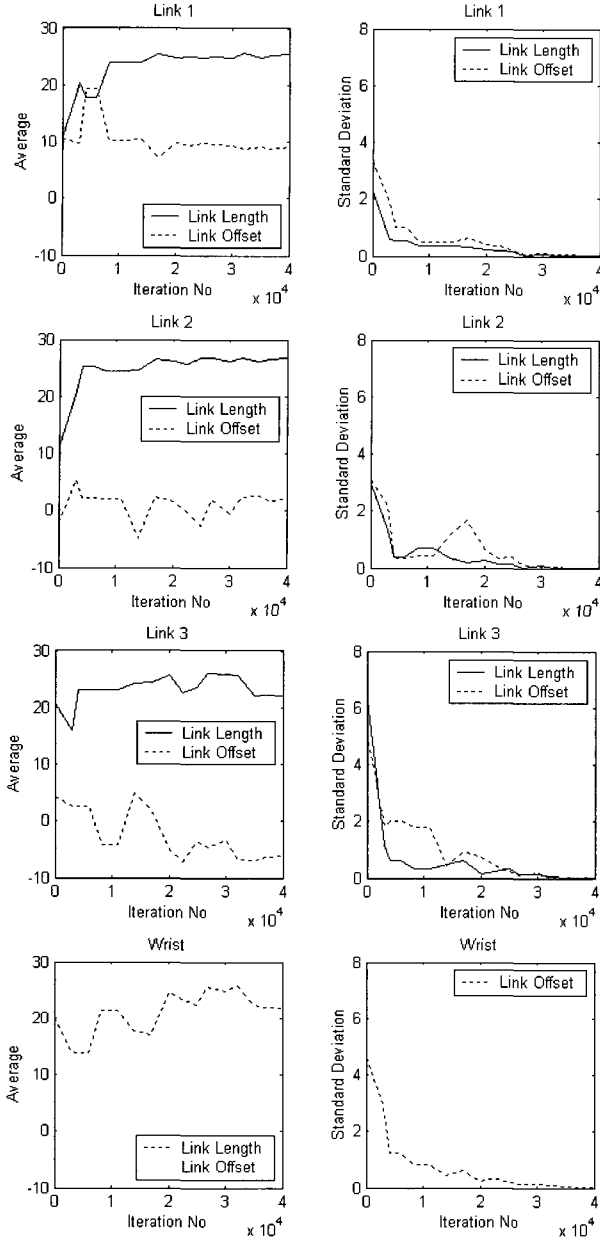 Link 1
30
20
10
0
-10
Average
Link Length
Link Offset
0 1 2 3 4
Iteration No
x 10^4
Link 1
8
6
4
2
0
Standard Deviation
Link Length
Link Offset
0 1 2 3 4
Iteration No
x 10^4
Link 2
30
20
10
0
-10
Average
Link Length
Link Offset
0 1 2 3 4
Iteration No
x 10^4
Link 2
8
6
4
2
0
Standard Deviation
Link Length
Link Offset
0 1 2 3 4
Iteration No
x 10^4
Link 3
30
20
10
0
-10
Average
Link Length
Link Offset
0 1 2 3 4
Iteration No
x 10^4
Link 3
8
6
4
2
0
Standard Deviation
Link Length
Link Offset
0 1 2 3 4
Iteration No
x 10^4
Wrist
30
20
10
0
-10
Average
Link Length
Link Offset
0 1 2 3 4
Iteration No
x 10^4
Wrist
8
6
4
2
0
Standard Deviation
Link Offset
0 1 2 3 4
Iteration No
x 10^4